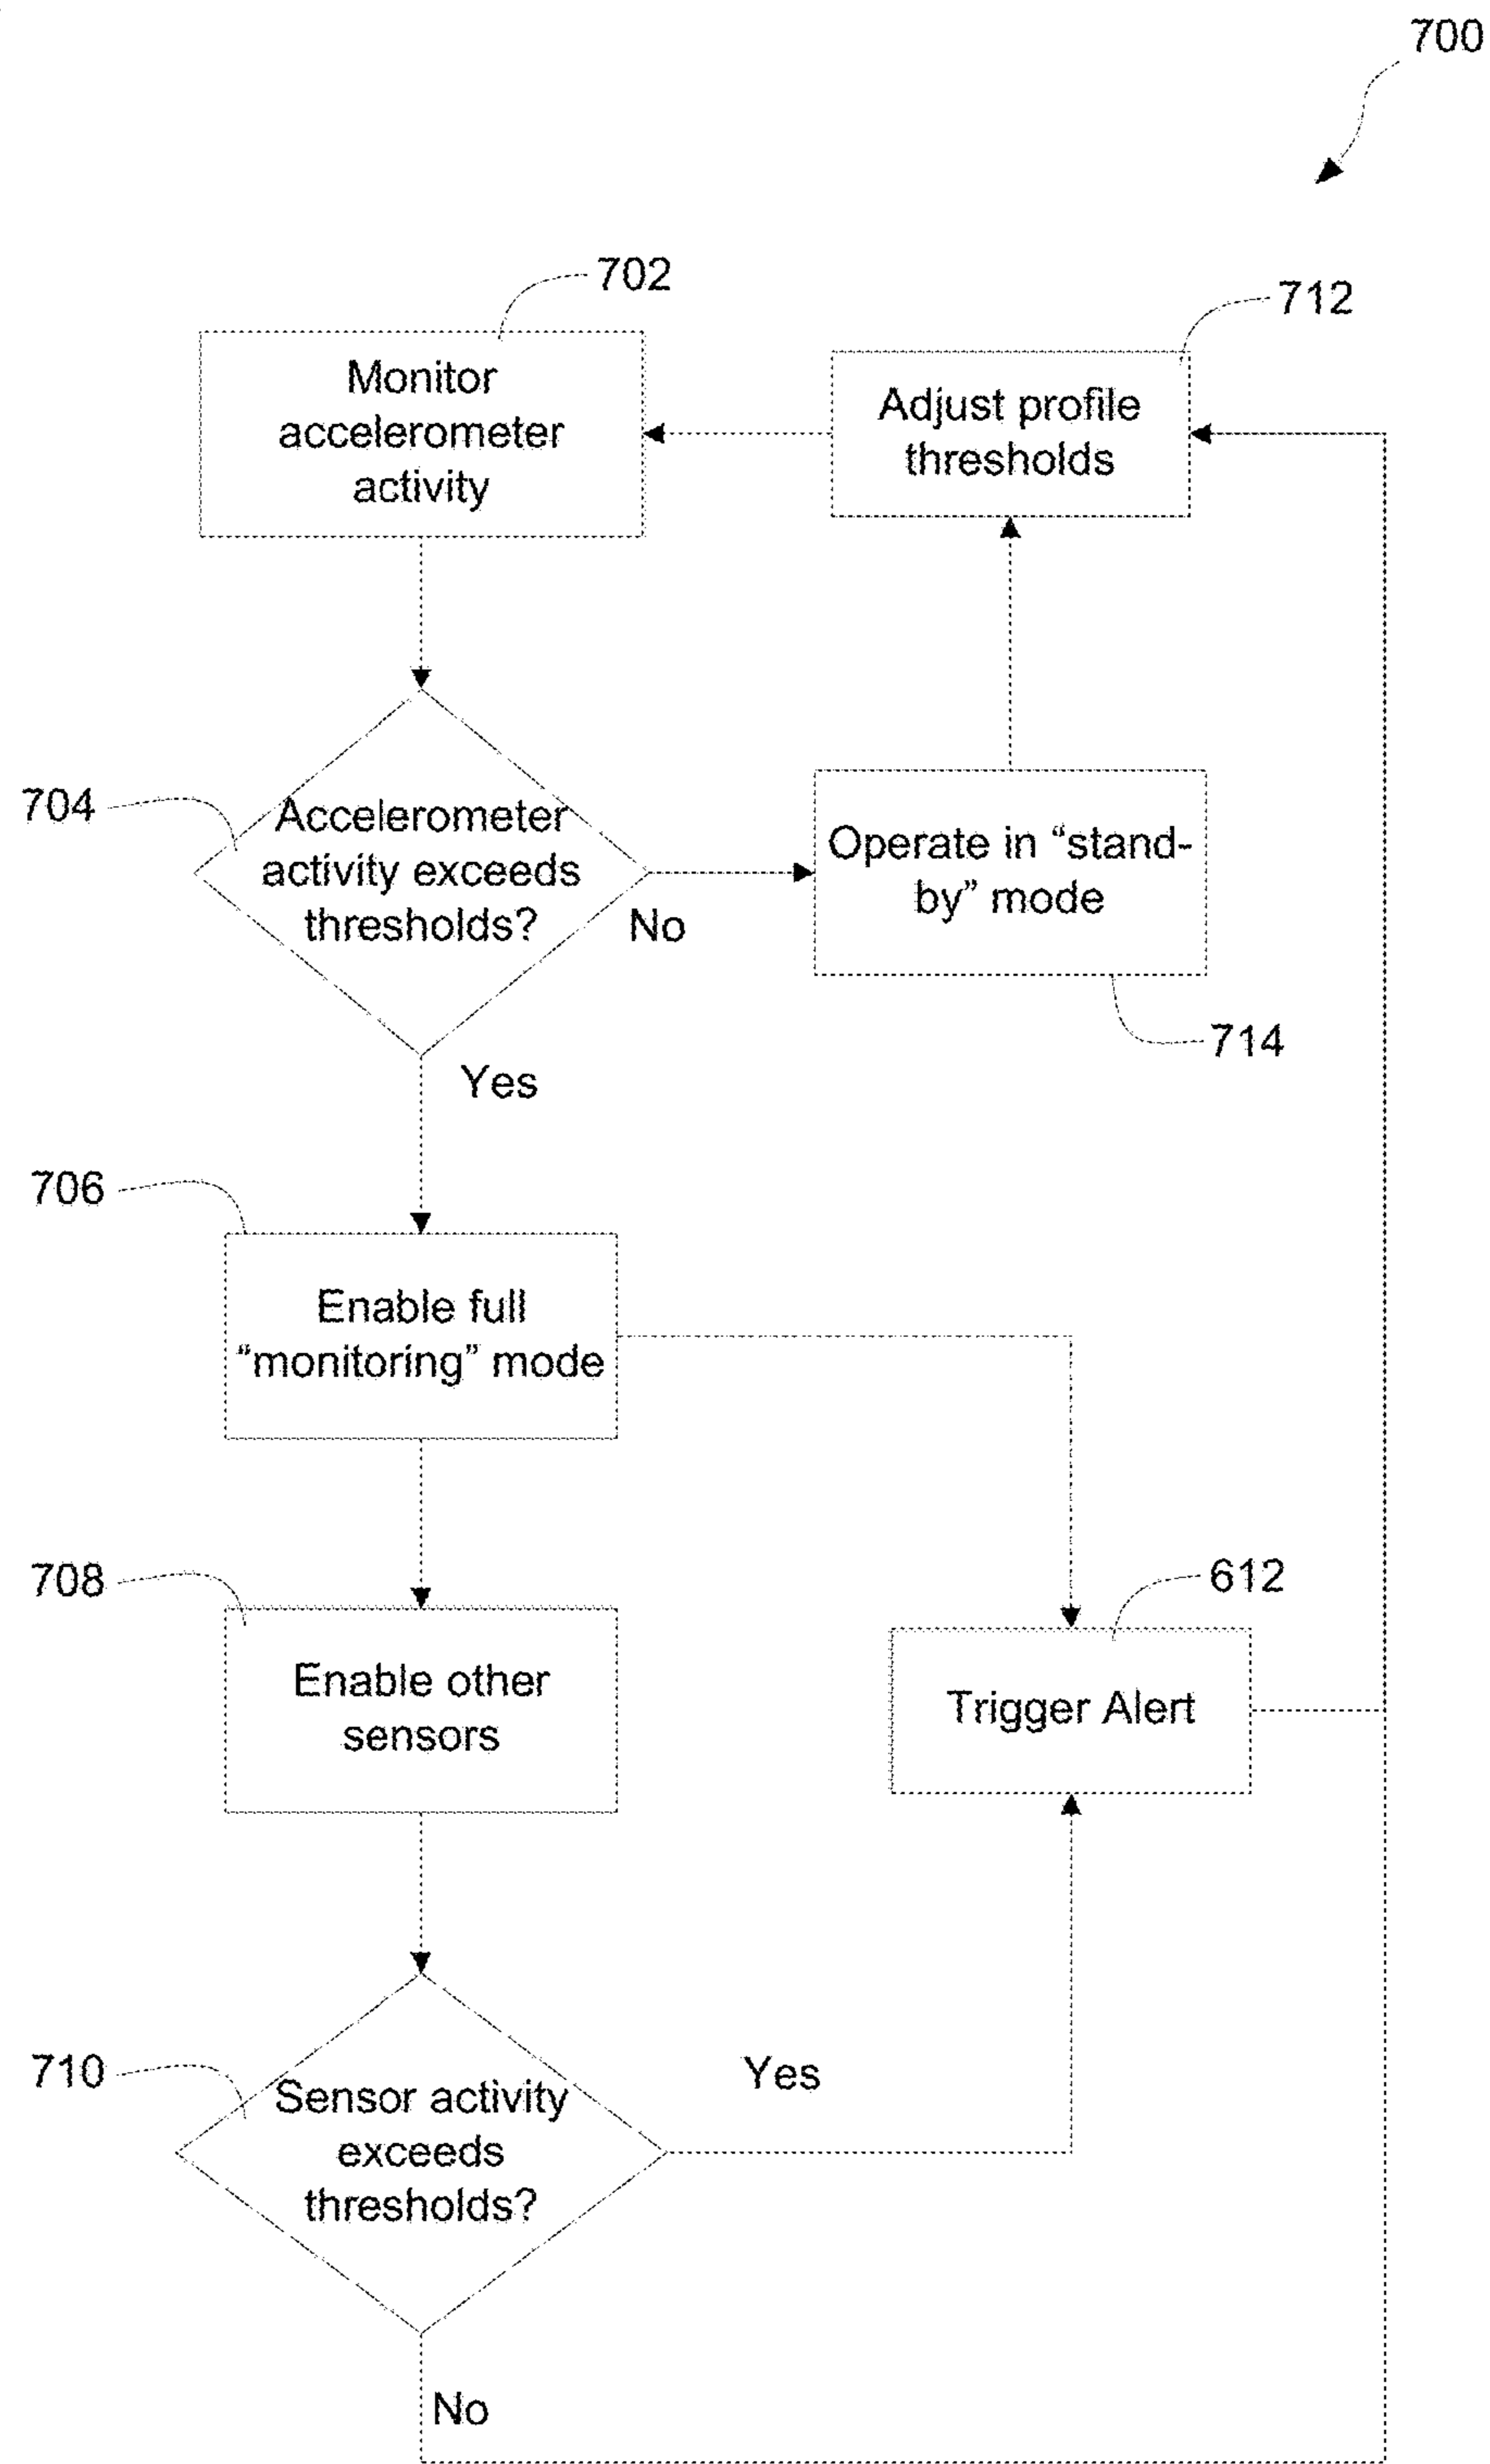 700
702
Monitor
accelerometer
activity
712
Adjust profile
thresholds
704
Accelerometer
activity exceeds
thresholds?
No
Operate in “stand-
by” mode
714
Yes
706
Enable full
“monitoring” mode
708
Enable other
sensors
612
Trigger Alert
710
Sensor activity
exceeds
thresholds?
Yes
No